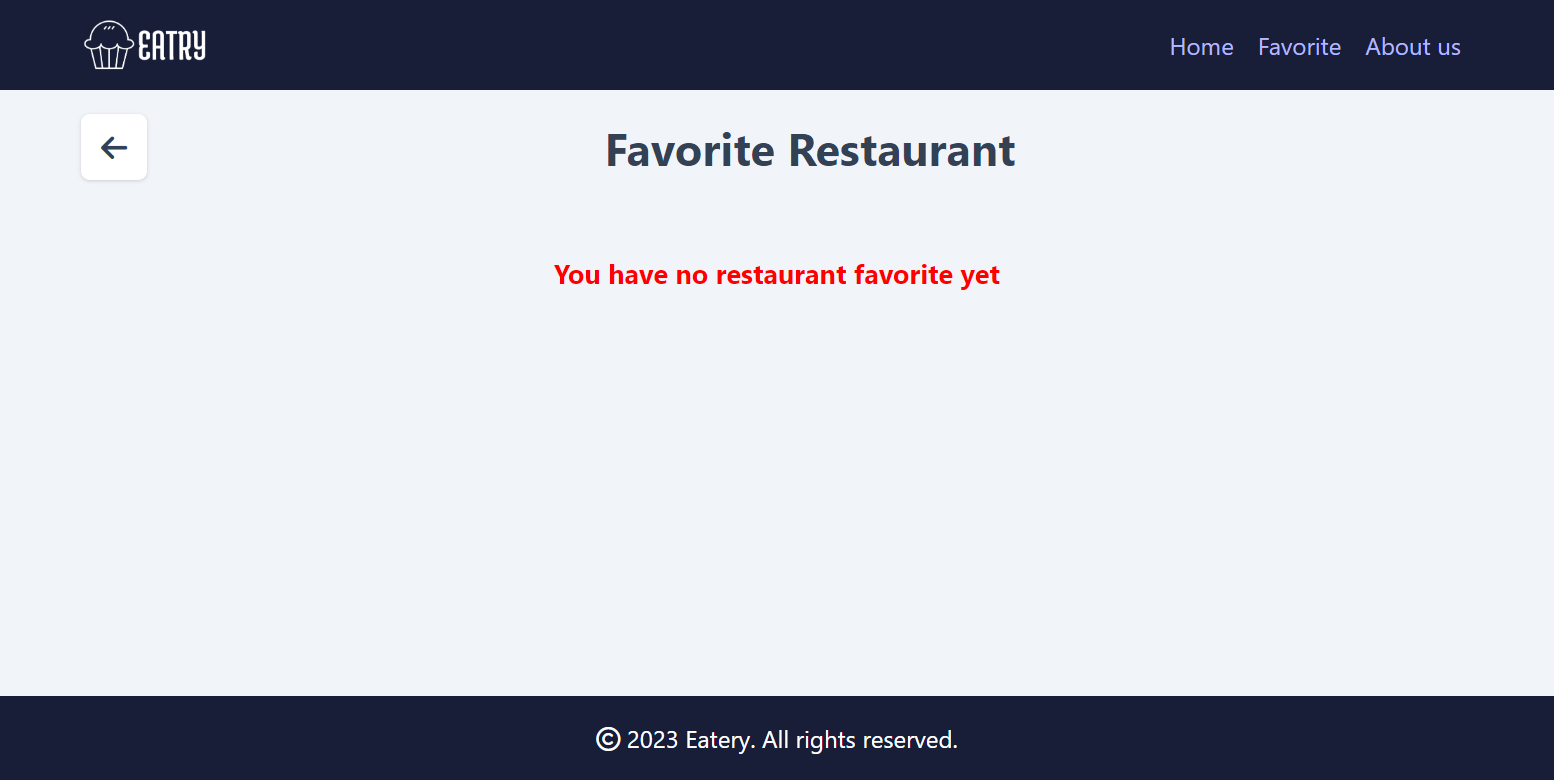 EATRY
Home Favorite About us
Favorite Restaurant
You have no restaurant favorite yet
© 2023 Eatery. All rights reserved.